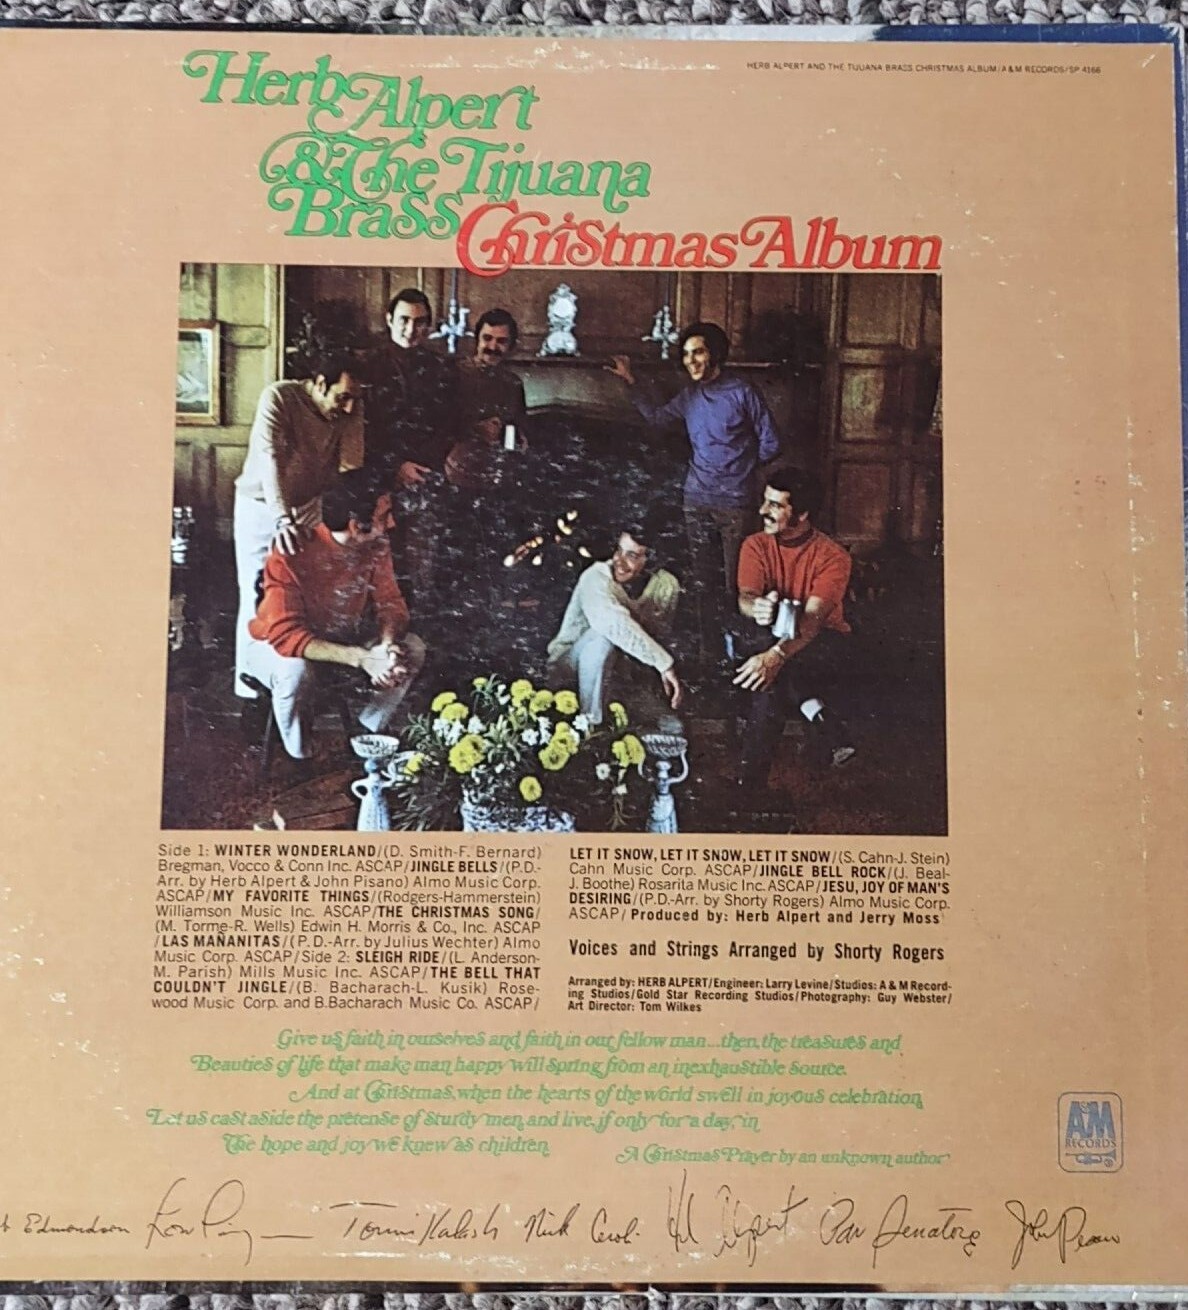 HERB ALPERT AND THE TIJUANA BRASS CHRISTMAS ALBUM/A&M RECORDS/SP 4166
Herb Alpert
& The Tijuana
Brass Christmas Album
Side 1: WINTER WONDERLAND/(D. Smith-F. Bernard)
Bregman, Vocco & Conn Inc. ASCAP/JINGLE BELLS/(P.D.-
Arr. by Herb Alpert & John Pisano) Almo Music Corp.
ASCAP/MY FAVORITE THINGS/(Rodgers-Hammerstein)
Williamson Music Inc. ASCAP/THE CHRISTMAS SONG/
(M. Torme-R. Wells) Edwin H. Morris & Co., Inc. ASCAP
/LAS MAÑANITAS/(P.D.-Arr. by Julius Wechter) Almo
Music Corp. ASCAP/Side 2: SLEIGH RIDE/(L. Anderson-
M. Parish) Mills Music Inc. ASCAP/THE BELL THAT
COULDN'T JINGLE/(B. Bacharach-L. Kusik) Rose-
wood Music Corp. and B.Bacharach Music Co. ASCAP/
LET IT SNOW, LET IT SNOW, LET IT SNOW/(S. Cahn-J. Stein)
Cahn Music Corp. ASCAP/JINGLE BELL ROCK/(J. Beal-
J. Boothe) Rosarita Music Inc. ASCAP/JESU, JOY OF MAN'S
DESIRING/(P.D.-Arr. by Shorty Rogers) Almo Music Corp.
ASCAP/Produced by: Herb Alpert and Jerry Moss
Voices and Strings Arranged by Shorty Rogers
Arranged by: HERB ALPERT/Engineer: Larry Levine/Studios: A & M Record-
ing Studios/Gold Star Recording Studios/Photography: Guy Webster/
Art Director: Tom Wilkes
Give us faith in ourselves and faith in our fellow man...then, the treasures and
Beauties of life that make man happy will spring from an inexhaustible source.
And at Christmas, when the hearts of the world swell in joyous celebration,
Let us cast aside the pretense of sturdy men, and live, if only for a day, in
The hope and joy we knew as children.
A Christmas Prayer by an unknown author
A&M
RECORDS
®
b Edmondson Lou Pagani Tonni Kalash Nick Ceroli Herb Alpert Pat Senatore John Pisano